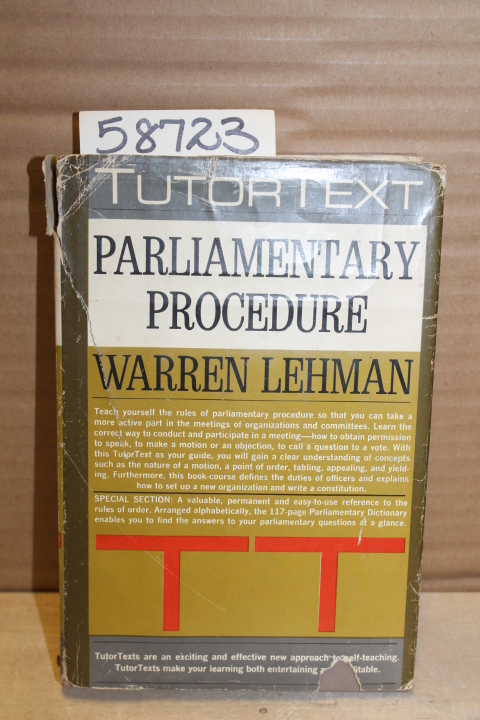 58723
TUTORTEXT
PARLIAMENTARY
PROCEDURE
WARREN LEHMAN
Teach yourself the rules of parliamentary procedure so that you can take a
more active part in the meetings of organizations and committees. Learn the
correct way to conduct and participate in a meeting—how to obtain permission
to speak, to make a motion or an objection, to call a question to a vote. With
this TutorText as your guide, you will gain a clear understanding of concepts
such as the nature of a motion, a point of order, tabling, appealing, and yield-
ing. Furthermore, this book-course defines the duties of officers and explains
how to set up a new organization and write a constitution.
SPECIAL SECTION: A valuable, permanent and easy-to-use reference to the
rules of order. Arranged alphabetically, the 117-page Parliamentary Dictionary
enables you to find the answers to your parliamentary questions at a glance.
TT
TutorTexts are an exciting and effective new approach to self-teaching.
TutorTexts make your learning both entertaining